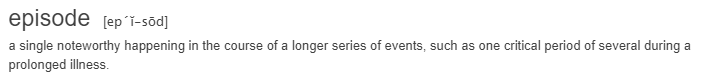 episode [ep´ĭ-sōd]
a single noteworthy happening in the course of a longer series of events, such as one critical period of several during a
prolonged illness.